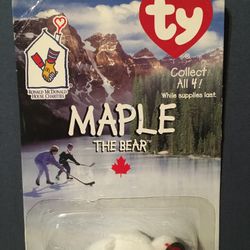 ty
RONALD McDONALD
HOUSE CHARITIES
Collect
All 4!
While supplies last.
MAPLE
THE BEAR™